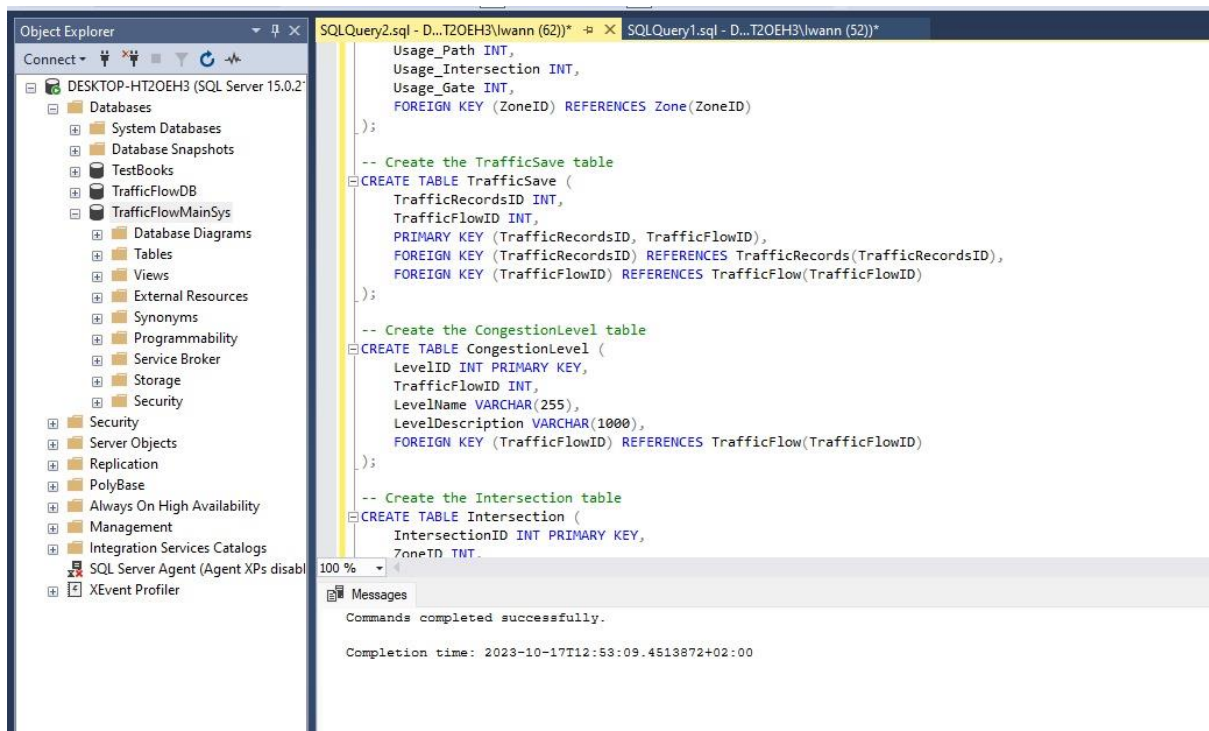 Object Explorer
Connect
DESKTOP-HT2OEH3 (SQL Server 15.0.2
Databases
System Databases
Database Snapshots
TestBooks
TrafficFlowDB
TrafficFlowMainSys
Database Diagrams
Tables
Views
External Resources
Synonyms
Programmability
Service Broker
Storage
Security
Security
Server Objects
Replication
PolyBase
Always On High Availability
Management
Integration Services Catalogs
SQL Server Agent (Agent XPs disabl
XEvent Profiler
SQLQuery2.sql - D...T2OEH3\lwann (62))* SQLQuery1.sql - D...T2OEH3\lwann (52))*
Usage_Path INT,
Usage_Intersection INT,
Usage_Gate INT,
FOREIGN KEY (ZoneID) REFERENCES Zone(ZoneID)
);
-- Create the TrafficSave table
CREATE TABLE TrafficSave (
TrafficRecordsID INT,
TrafficFlowID INT,
PRIMARY KEY (TrafficRecordsID, TrafficFlowID),
FOREIGN KEY (TrafficRecordsID) REFERENCES TrafficRecords(TrafficRecordsID),
FOREIGN KEY (TrafficFlowID) REFERENCES TrafficFlow(TrafficFlowID)
);
-- Create the CongestionLevel table
CREATE TABLE CongestionLevel (
LevelID INT PRIMARY KEY,
TrafficFlowID INT,
LevelName VARCHAR(255),
LevelDescription VARCHAR(1000),
FOREIGN KEY (TrafficFlowID) REFERENCES TrafficFlow(TrafficFlowID)
);
-- Create the Intersection table
CREATE TABLE Intersection (
IntersectionID INT PRIMARY KEY,
ZoneID INT,
100 %
Messages
Commands completed successfully.
Completion time: 2023-10-17T12:53:09.4513872+02:00